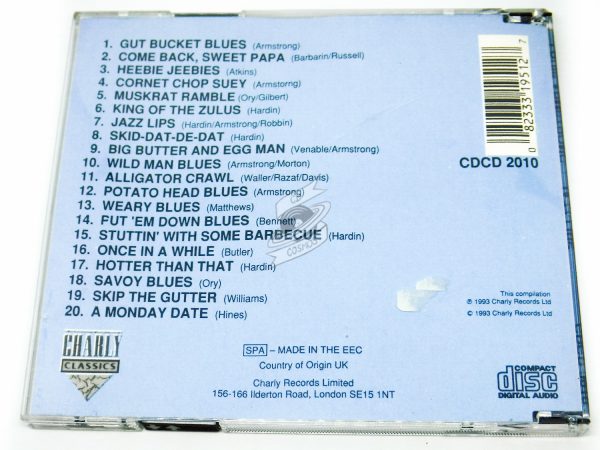 1. GUT BUCKET BLUES (Armstrong)
2. COME BACK, SWEET PAPA (Barbarin/Russell)
3. HEEBIE JEEBIES (Atkins)
4. CORNET CHOP SUEY (Armstorng)
5. MUSKRAT RAMBLE (Ory/Gilbert)
6. KING OF THE ZULUS (Hardin)
7. JAZZ LIPS (Hardin/Armstrong/Robbin)
8. SKID-DAT-DE-DAT (Hardin)
9. BIG BUTTER AND EGG MAN (Venable/Armstrong)
10. WILD MAN BLUES (Armstrong/Morton)
11. ALLIGATOR CRAWL (Waller/Razaf/Davis)
12. POTATO HEAD BLUES (Armstrong)
13. WEARY BLUES (Matthews)
14. PUT 'EM DOWN BLUES (Bennett)
15. STUTTIN' WITH SOME BARBECUE (Hardin)
16. ONCE IN A WHILE (Butler)
17. HOTTER THAN THAT (Hardin)
18. SAVOY BLUES (Ory)
19. SKIP THE GUTTER (Williams)
20. A MONDAY DATE (Hines)
0 82333 19512 7
CDCD 2010
CD
COSMOS
This compilation
℗ 1993 Charly Records Ltd
© 1993 Charly Records Ltd
CHARLY
CLASSICS
SPA – MADE IN THE EEC
Country of Origin UK
Charly Records Limited
156-166 Ilderton Road, London SE15 1NT
COMPACT
disc
DIGITAL AUDIO